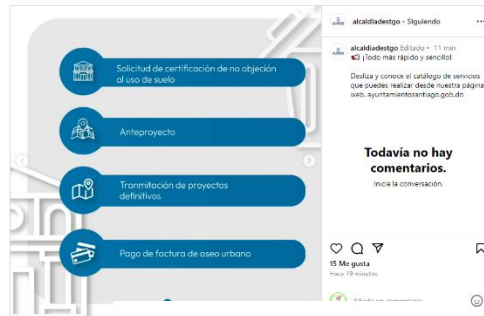 Solicitud de certificación de no objeción
al uso de suelo
Anteproyecto
Tranmitación de proyectos
definitivos
Pago de factura de aseo urbano
alcaldiadestgo • Siguiendo
alcaldiadestgo Editado • 11 min
¡Todo más rápido y sencillo!
Desliza y conoce el catálogo de servicios
que puedes realizar desde nuestra página
web. ayuntamientosantiago.gob.do
Todavía no hay
comentarios.
Inicia la conversación.
15 Me gusta
Hace 19 minutos
Añade un comentario...